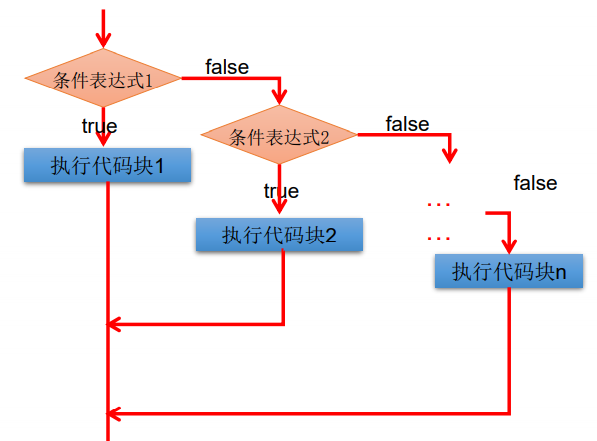 false
条件表达式1
true
false
条件表达式2
执行代码块1
false
true
...
执行代码块2
...
执行代码块n